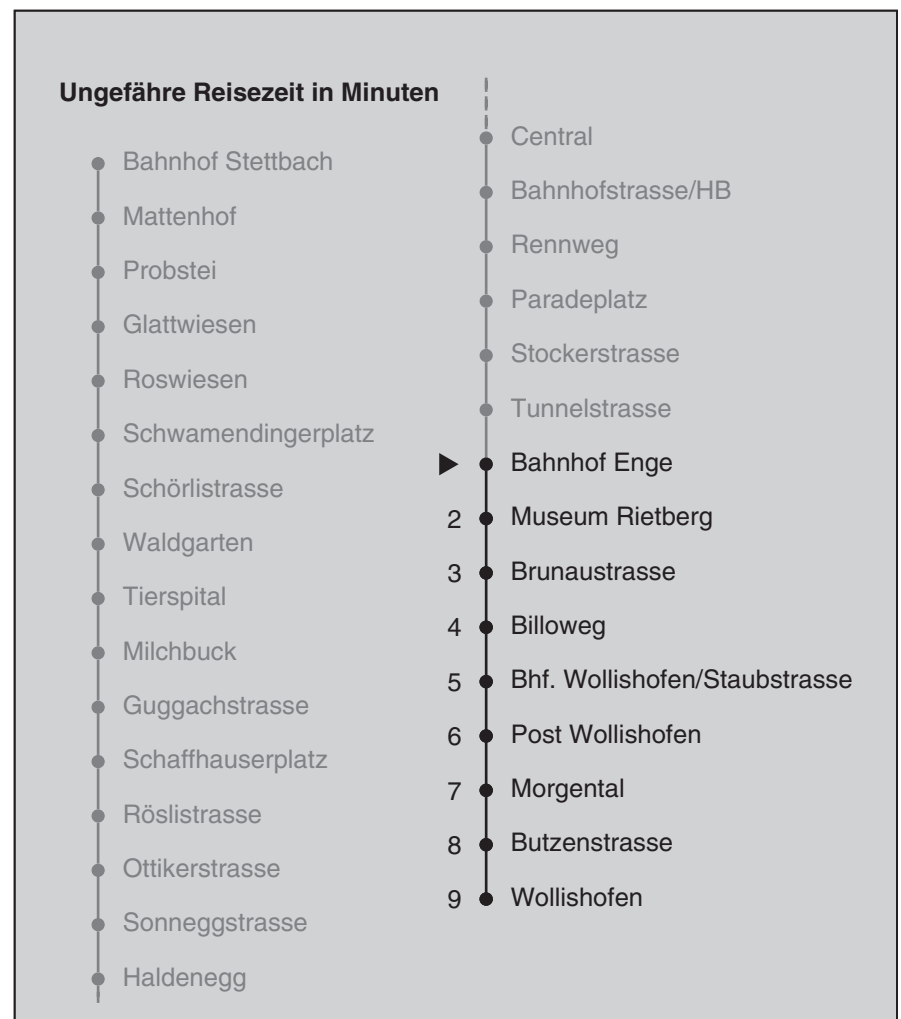 Ungefähre Reisezeit in Minuten
Bahnhof Stettbach
Mattenhof
Probstei
Glattwiesen
Roswiesen
Schwamendingerplatz
Schörlistrasse
Waldgarten
Tierspital
Milchbuck
Guggachstrasse
Schaffhauserplatz
Röslistrasse
Ottikerstrasse
Sonneggstrasse
Haldenegg
Central
Bahnhofstrasse/HB
Rennweg
Paradeplatz
Stockerstrasse
Tunnelstrasse
Bahnhof Enge
2 Museum Rietberg
3 Brunaustrasse
4 Billoweg
5 Bhf. Wollishofen/Staubstrasse
6 Post Wollishofen
7 Morgental
8 Butzenstrasse
9 Wollishofen